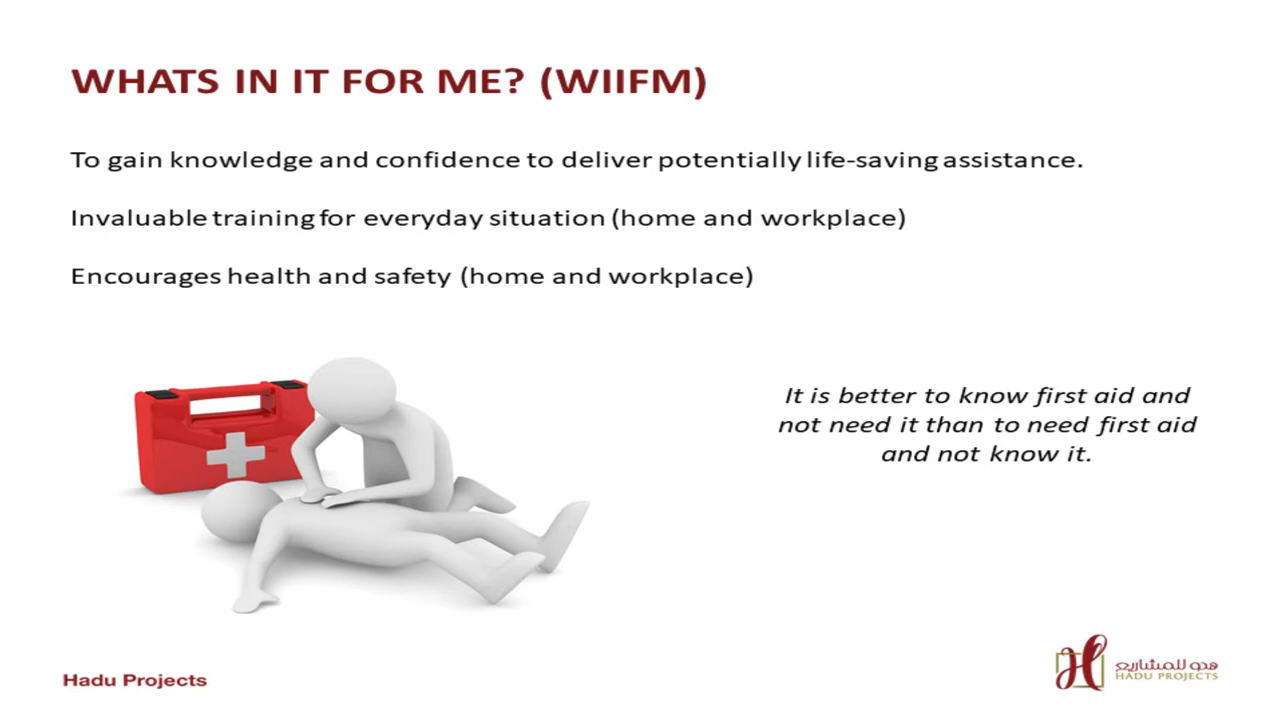 WHATS IN IT FOR ME? (WIIFM)
To gain knowledge and confidence to deliver potentially life-saving assistance.
Invaluable training for everyday situation (home and workplace)
Encourages health and safety (home and workplace)
It is better to know first aid and
not need it than to need first aid
and not know it.
Hadu Projects
هدو للمشاريع
HADU PROJECTS